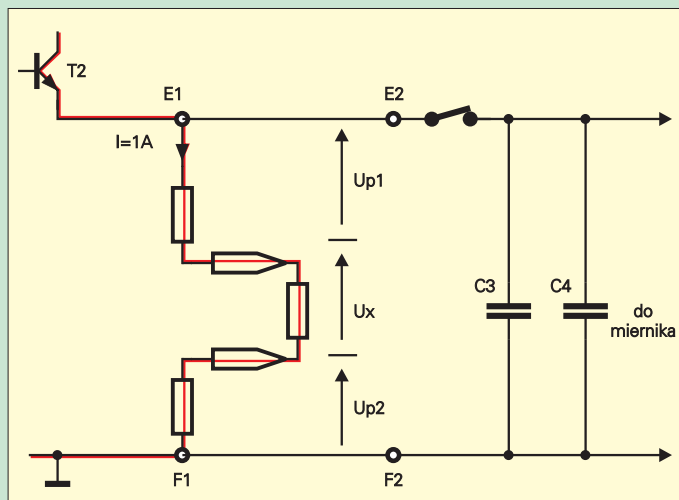 T2
E1
E2
I=1A
Up1
Ux
Up2
C3
C4
do
miernika
F1
F2